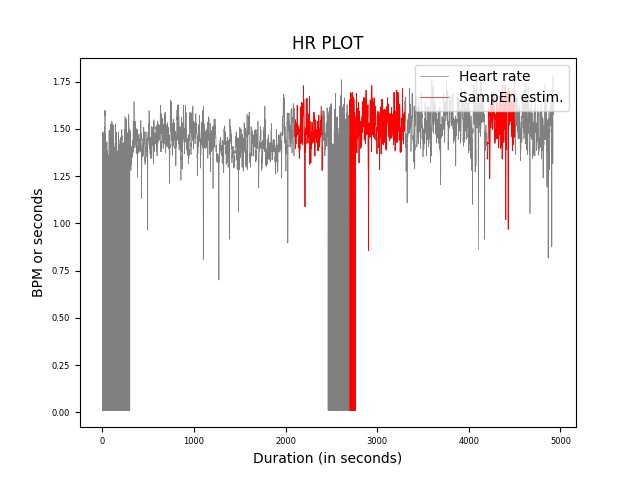 HR PLOT
Heart rate
SampEn estim.
BPM or seconds
1.75
1.50
1.25
1.00
0.75
0.50
0.25
0.00
0
1000
2000
3000
4000
5000
Duration (in seconds)